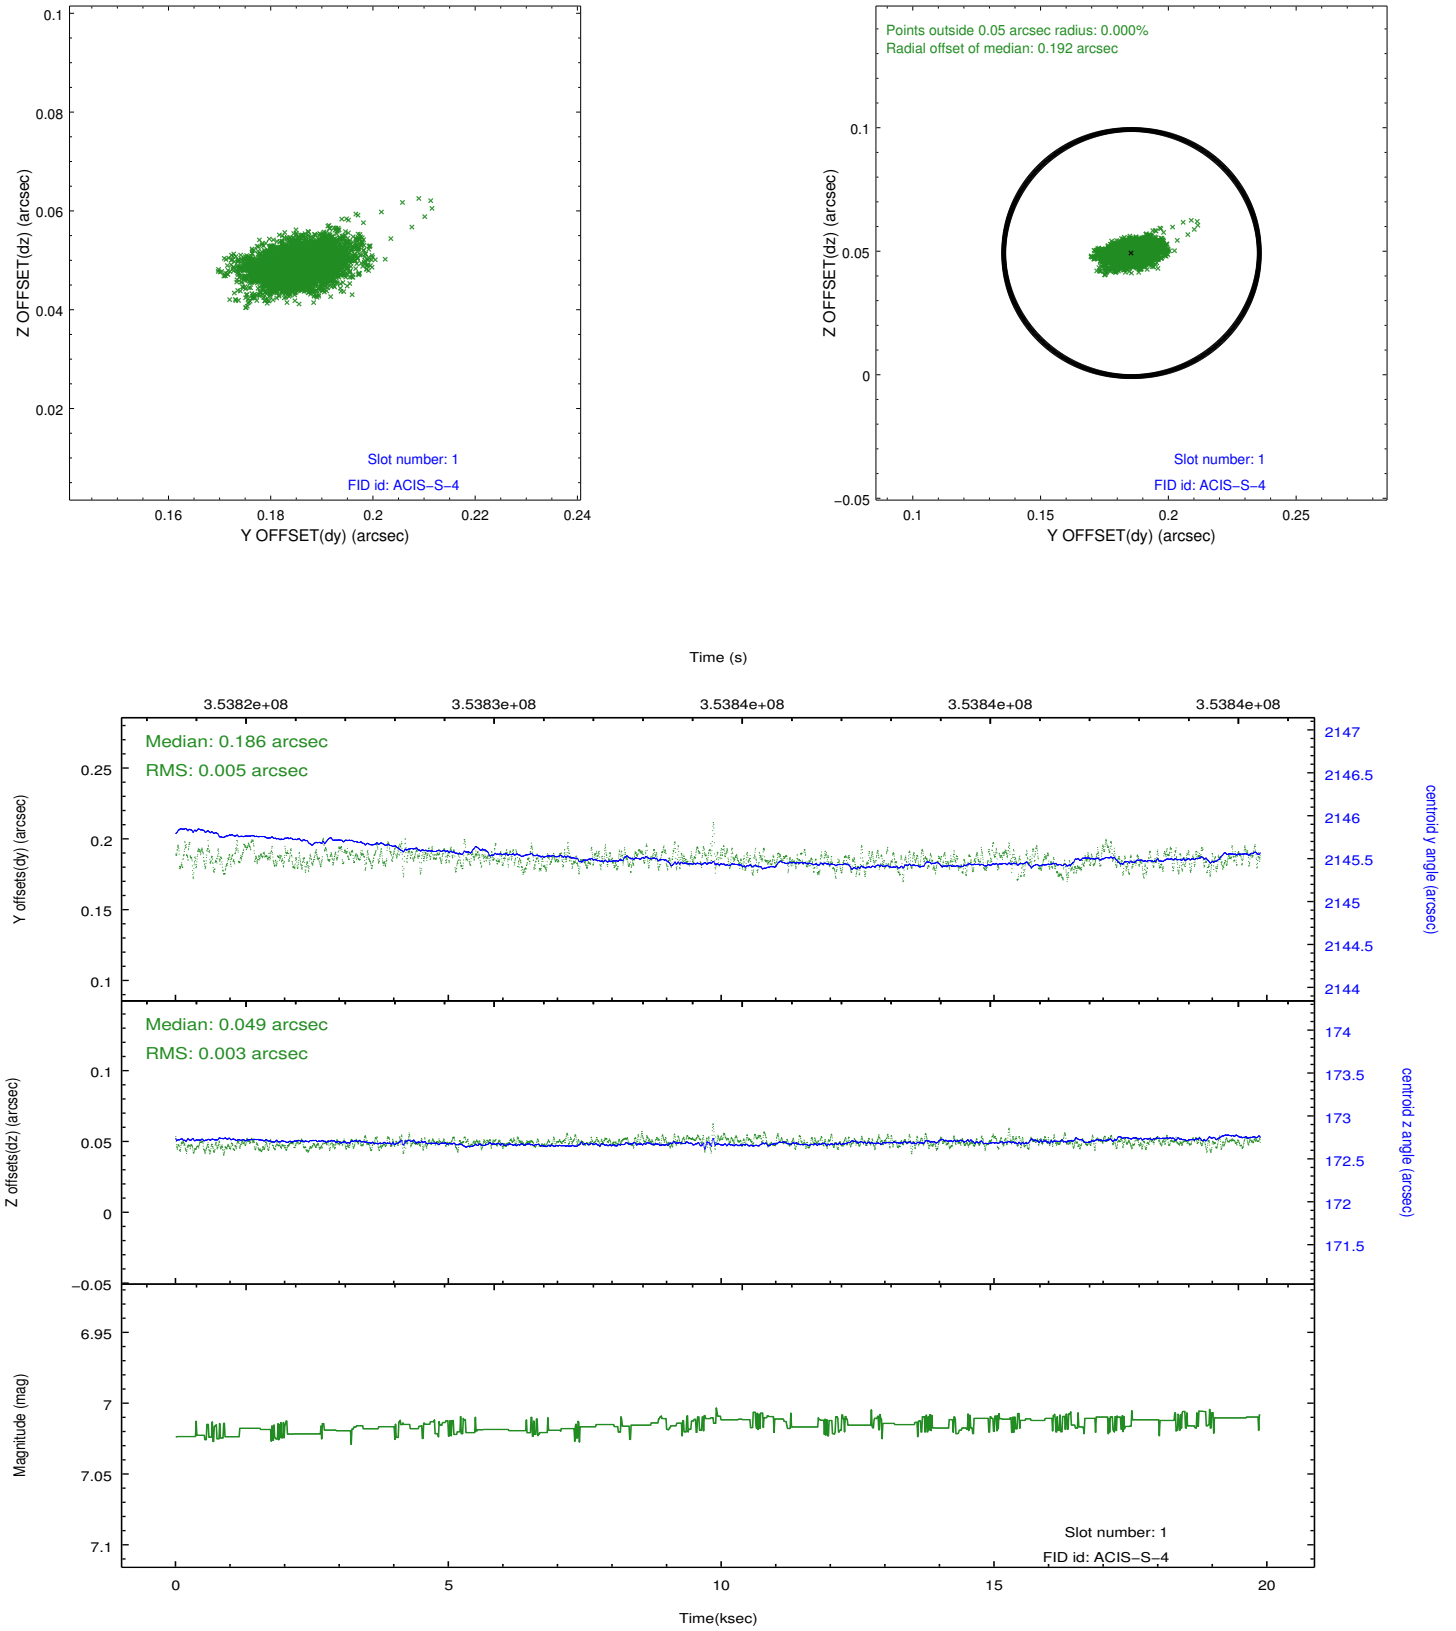 0.1
0.08
0.06
0.04
0.02
Z OFFSET(dz) (arcsec)
Slot number: 1
FID id: ACIS−S−4
0.16
0.18
0.2
0.22
0.24
Y OFFSET(dy) (arcsec)
Points outside 0.05 arcsec radius: 0.000%
Radial offset of median: 0.192 arcsec
0.1
0.05
0
−0.05
Z OFFSET(dz) (arcsec)
Slot number: 1
FID id: ACIS−S−4
0.1
0.15
0.2
0.25
Y OFFSET(dy) (arcsec)
Time (s)
3.5382e+08
3.5383e+08
3.5384e+08
3.5384e+08
3.5384e+08
Median: 0.186 arcsec
RMS: 0.005 arcsec
0.25
0.2
0.15
0.1
Y offsets(dy) (arcsec)
2147
2146.5
2146
2145.5
2145
2144.5
2144
centroid y angle (arcsec)
Median: 0.049 arcsec
RMS: 0.003 arcsec
0.1
0.05
0
−0.05
Z offsets(dz) (arcsec)
174
173.5
173
172.5
172
171.5
centroid z angle (arcsec)
6.95
7
7.05
7.1
Magnitude (mag)
Slot number: 1
FID id: ACIS−S−4
0
5
10
15
20
Time(ksec)